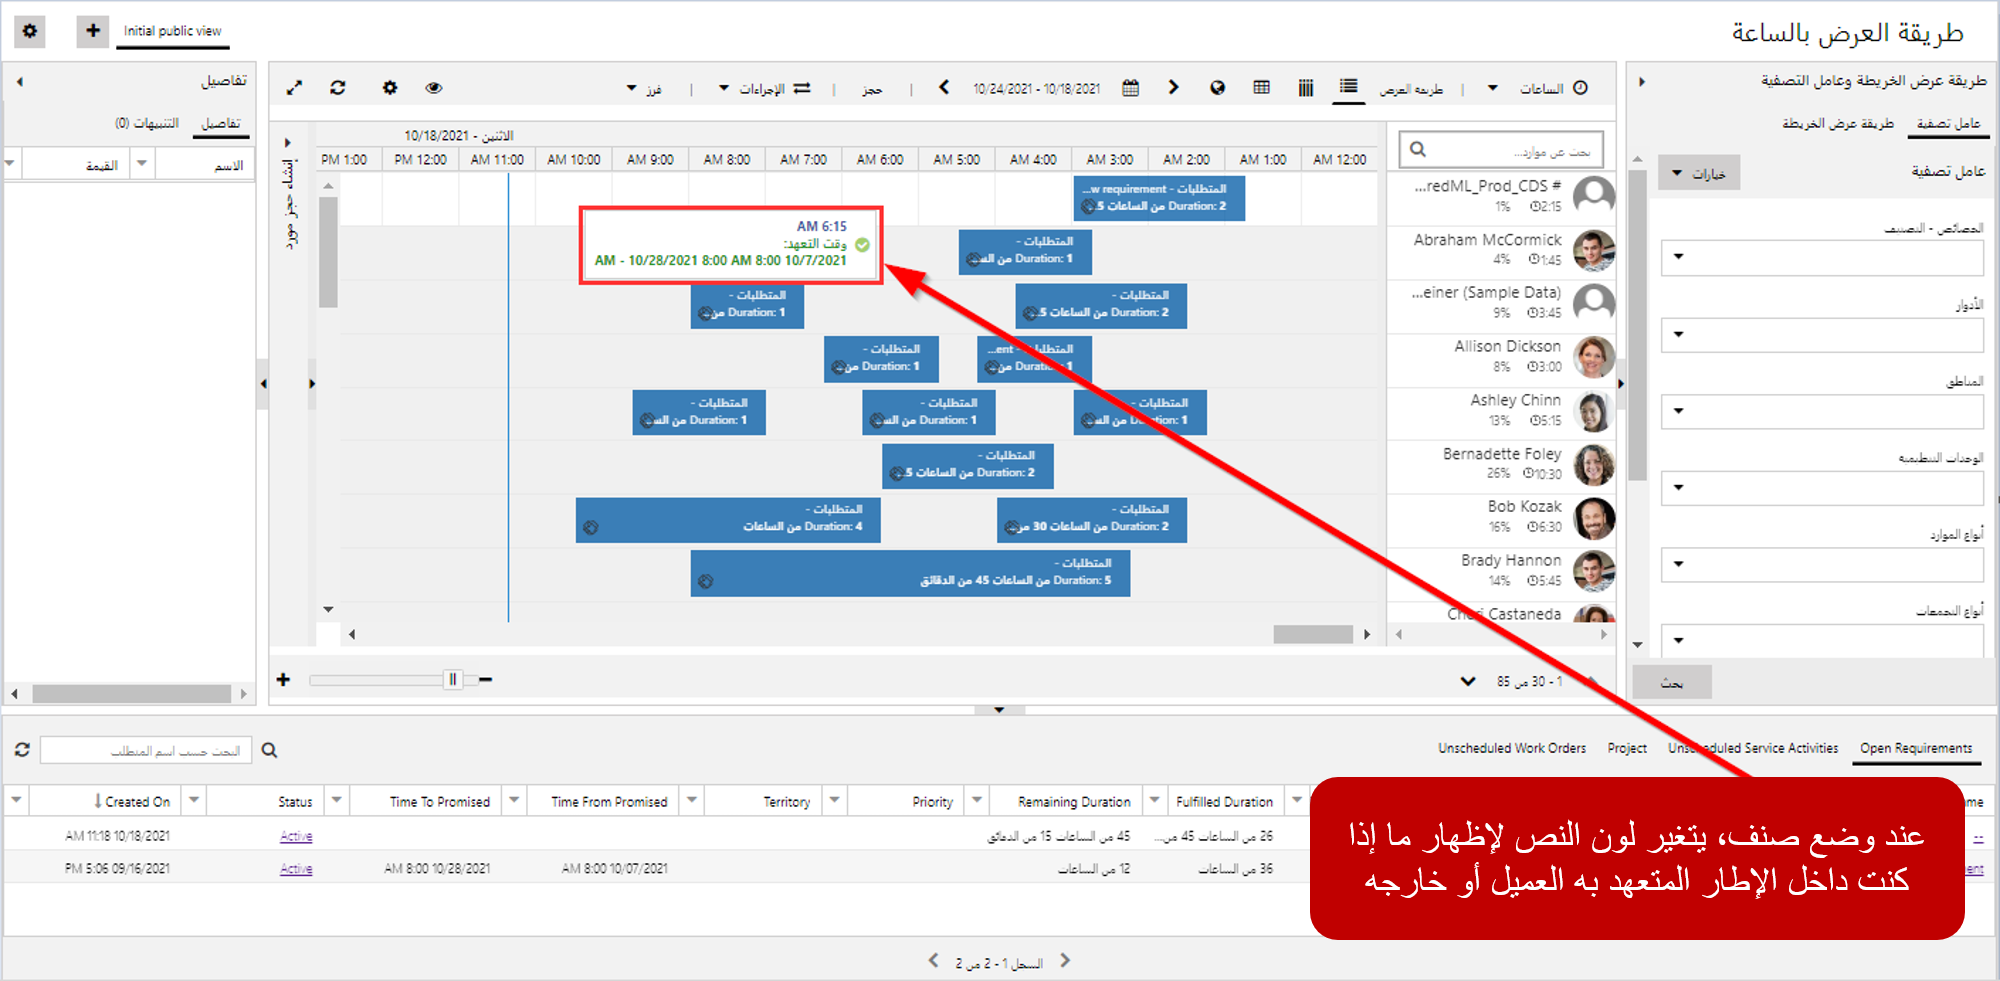 طريقة العرض بالساعة
Initial public view
طريقة عرض الخريطة وعامل التصفية
عامل تصفية
طريقة عرض الخريطة
عامل تصفية
خيارات
الخصائص - التصنيف
الأدوار
المناطق
الوحدات التنظيمية
أنواع الموارد
أنواع التجمعات
بحث
الساعات
طريقة العرض
10/24/2021 - 10/18/2021
حجز
الإجراءات
فرز
بحث عن موارد...
...redML_Prod_CDS #
1% 2:15
Abraham McCormick
4% 1:45
...einer (Sample Data)
9% 3:45
Allison Dickson
8% 3:00
Ashley Chinn
13% 5:15
Bernadette Foley
26% 10:30
Bob Kozak
16% 6:30
Brady Hannon
14% 5:45
Cheri Castaneda
الاثنين - 10/18/2021
PM 1:00 PM 12:00 AM 11:00 AM 10:00 AM 9:00 AM 8:00 AM 7:00 AM 6:00 AM 5:00 AM 4:00 AM 3:00 AM 2:00 AM 1:00 AM 12:00
المتطلبات - w requirement...
Duration: 2 من الساعات 5.
AM 6:15
وقت التعهد:
AM - 10/28/2021 8:00 AM 8:00 10/7/2021
المتطلبات -
Duration: 1 من السا
المتطلبات -
Duration: 1 من
المتطلبات -
Duration: 2 من الساعات 5.
المتطلبات -
Duration: 1 من
المتطلبات - ent...
Duration: 1 من
المتطلبات -
Duration: 1 من السا
المتطلبات -
Duration: 1 من السا
المتطلبات -
Duration: 1 من السا
المتطلبات -
Duration: 2 من الساعات 5.
المتطلبات -
Duration: 4 من الساعات
المتطلبات -
Duration: 2 من الساعات 30 من
المتطلبات -
Duration: 5 من الساعات 45 من الدقائق
1 - 30 من 85
إنشاء حجز مورد
تفاصيل
تفاصيل
التنبيهات (0)
الاسم
القيمة
Open Requirements
Unscheduled Service Activities
Project
Unscheduled Work Orders
البحث حسب اسم المتطلب
Created On Status Time To Promised Time From Promised Territory Priority Remaining Duration Fulfilled Duration me
AM 11:18 10/18/2021 Active 45 من الساعات 15 من الدقائق 26 من الساعات 45 من... --
PM 5:06 09/16/2021 Active AM 8:00 10/28/2021 AM 8:00 10/07/2021 12 من الساعات 36 من الساعات ent
عند وضع صنف، يتغير لون النص لإظهار ما إذا
كنت داخل الإطار المتعهد به العميل أو خارجه
السجل 1 - 2 من 2